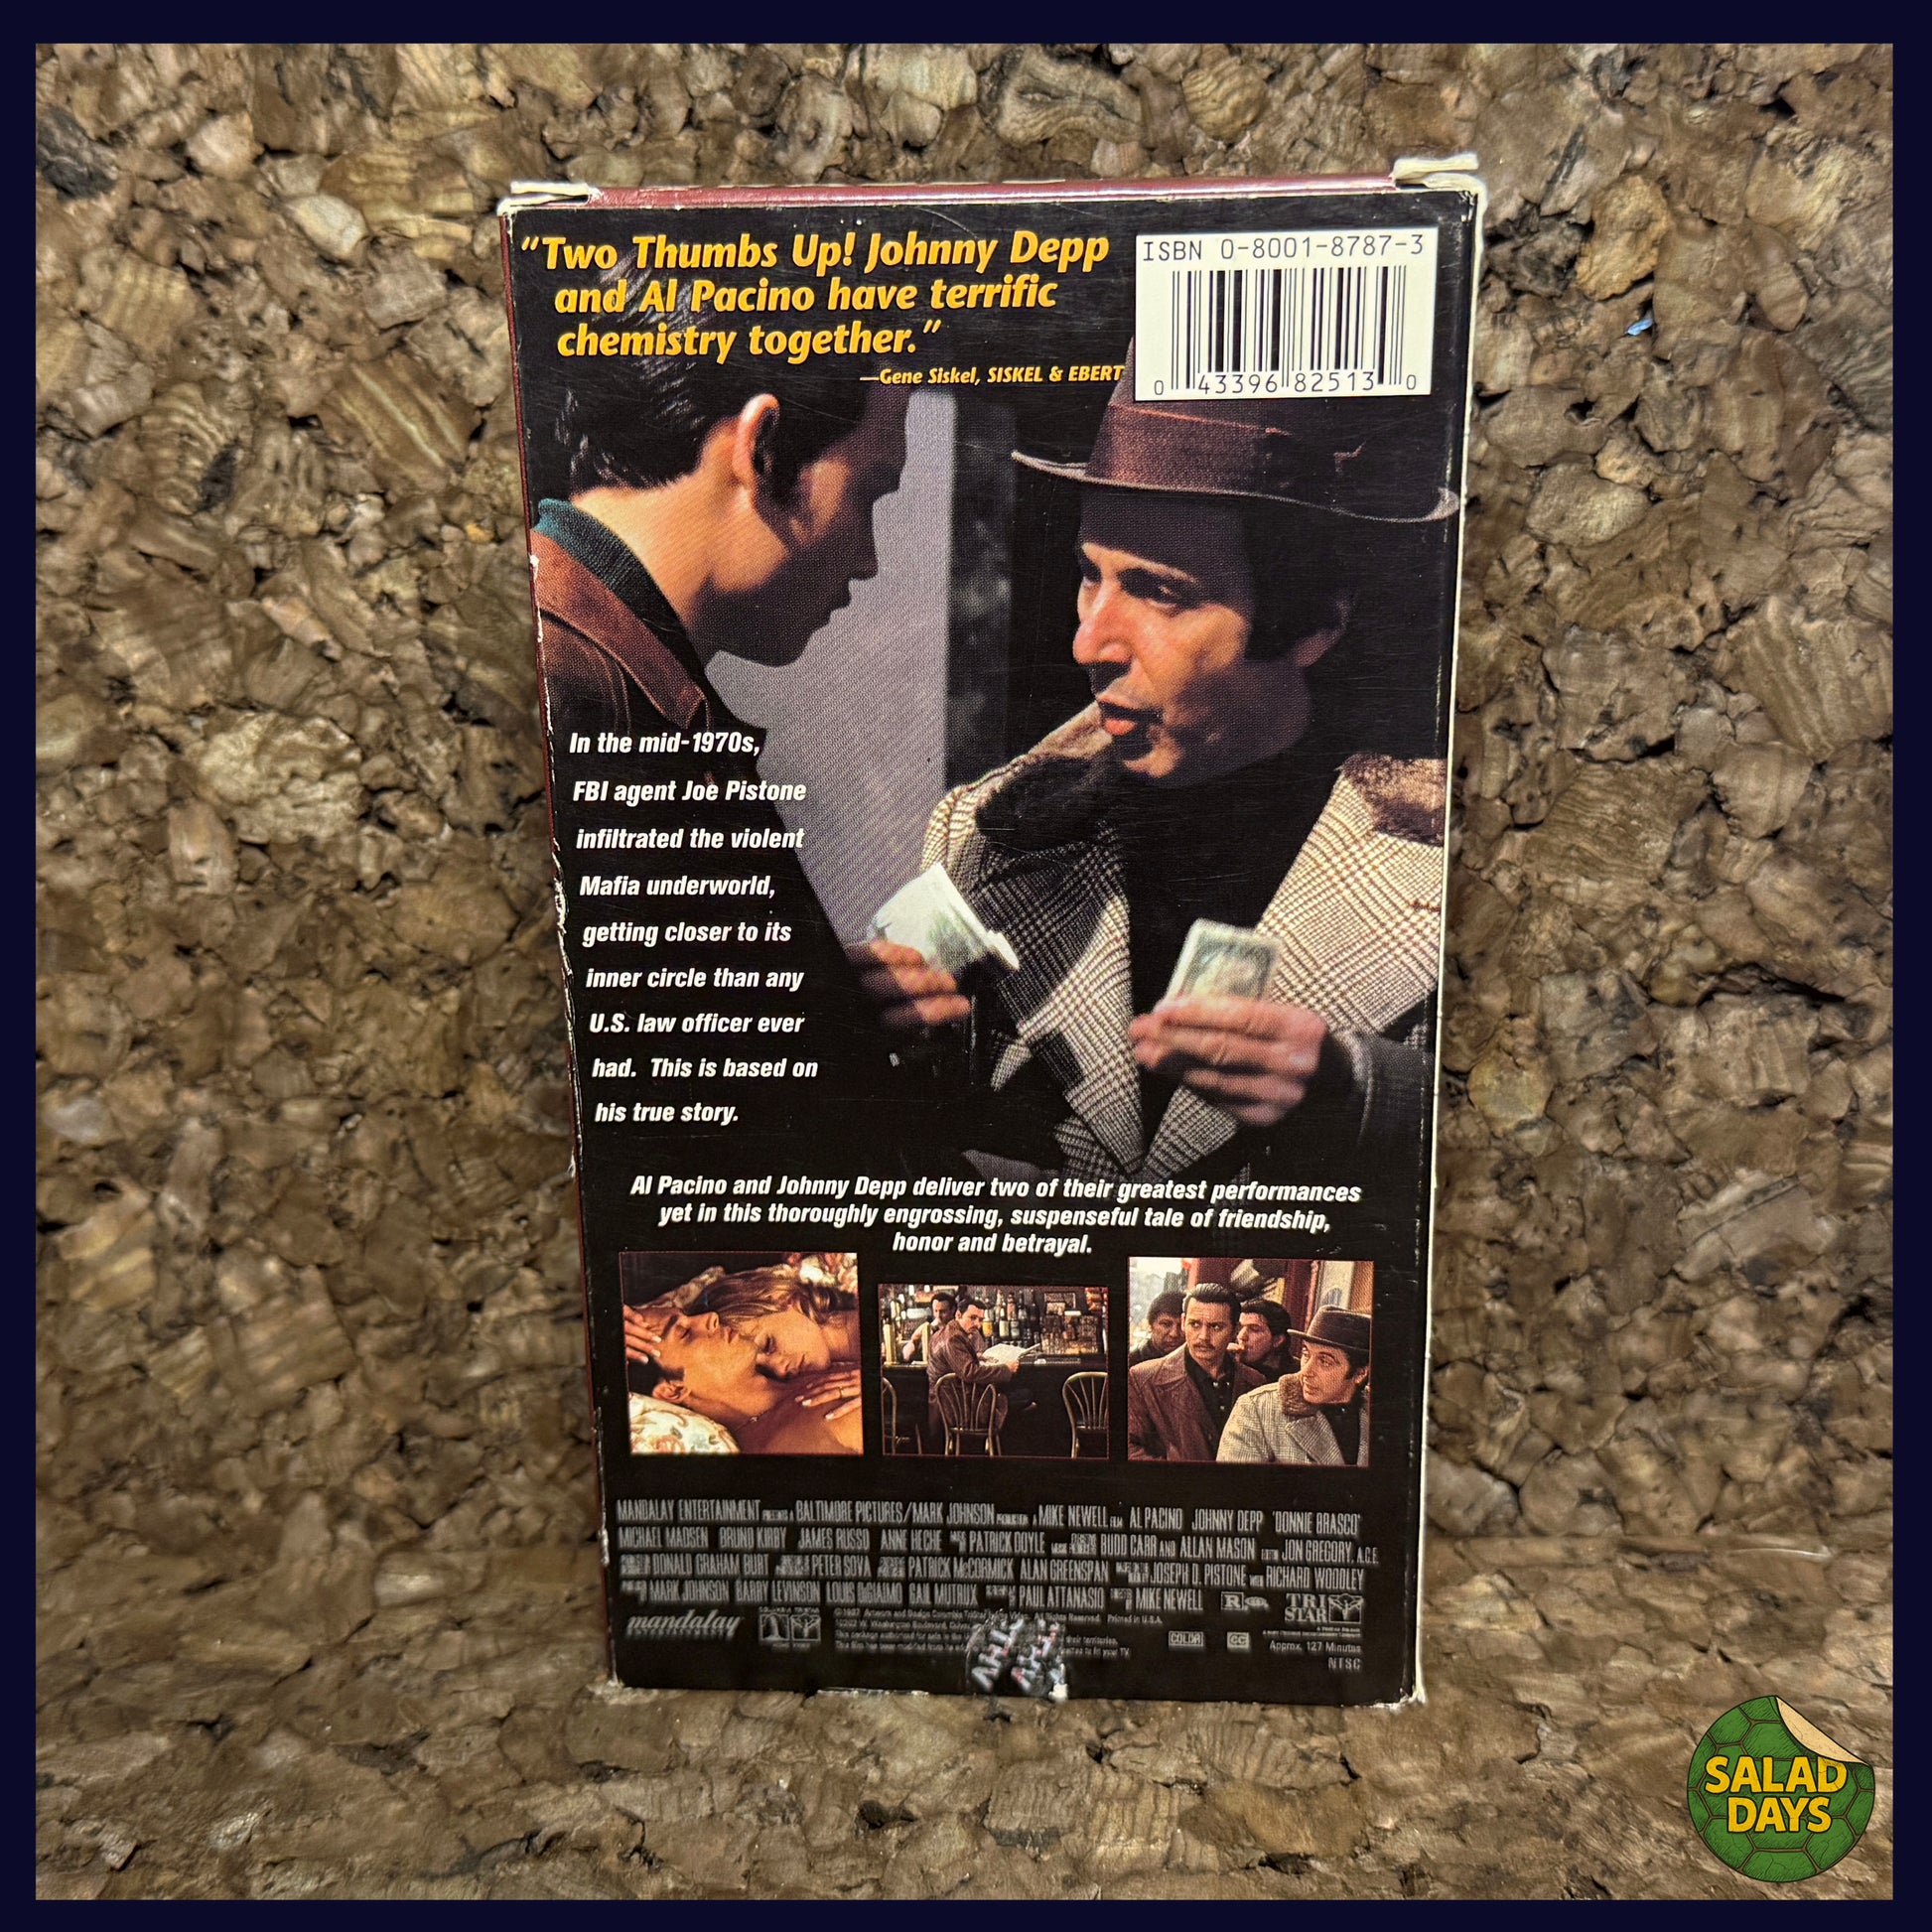 “Two Thumbs Up! Johnny Depp
and Al Pacino have terrific
chemistry together.”
—Gene Siskel, SISKEL & EBERT
ISBN 0-8001-8787-3
0 43396 82513 0
In the mid-1970s,
FBI agent Joe Pistone
infiltrated the violent
Mafia underworld,
getting closer to its
inner circle than any
U.S. law officer ever
had. This is based on
his true story.
Al Pacino and Johnny Depp deliver two of their greatest performances
yet in this thoroughly engrossing, suspenseful tale of friendship,
honor and betrayal.
MANDALAY ENTERTAINMENT BALTIMORE PICTURES/MARK JOHNSON MIKE NEWELL AL PACINO JOHNNY DEPP "DONNIE BRASCO"
MICHAEL MADSEN BRUNO KIRBY JAMES RUSSO ANNE HECHE PATRICK DOYLE BUDD CARR AND ALLAN MASON JON GREGORY, A.C.E.
DONALD GRAHAM BURT PETER SOVA PATRICK McCORMICK ALAN GREENSPAN JOSEPH D. PISTONE RICHARD WOODLEY
MARK JOHNSON BARRY LEVINSON LOUIS DiGIAIMO GAIL MUTRUX PAUL ATTANASIO MIKE NEWELL R
mandalay
ENTERTAINMENT
TRI
STAR
COLOR CC Approx. 127 Minutes
NTSC
SALAD
DAYS